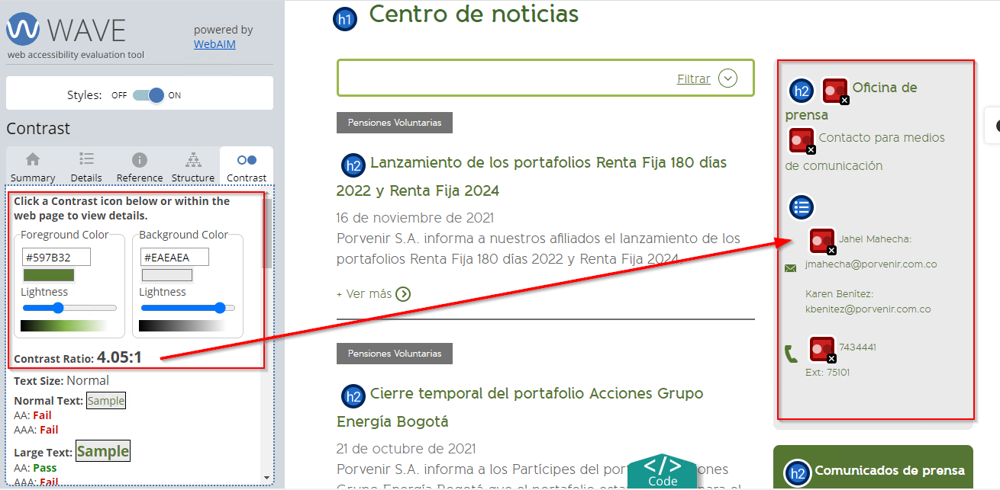 WAVE
web accessibility evaluation tool
powered by
WebAIM
Styles: OFF ON
Contrast
Summary Details Reference Structure Contrast
Click a Contrast icon below or within the
web page to view details.
Foreground Color
#597B32
Lightness
Background Color
#EAEAEA
Lightness
Contrast Ratio: 4.05:1
Text Size: Normal
Normal Text: Sample
AA: Fail
AAA: Fail
Large Text: Sample
AA: Pass
AAA: Fail
h1 Centro de noticias
Filtrar
Pensiones Voluntarias
h2 Lanzamiento de los portafolios Renta Fija 180 días
2022 y Renta Fija 2024
16 de noviembre de 2021
Porvenir S.A. informa a nuestros afiliados el lanzamiento de los
portafolios Renta Fija 180 días 2022 y Renta Fija 2024.
+ Ver más
Pensiones Voluntarias
h2 Cierre temporal del portafolio Acciones Grupo
Energía Bogotá
21 de octubre de 2021
Porvenir S.A. informa a los Partícipes del por ones
Grupo Energía Bogotá que el portafolio esta para el
</> 
Code
h2 Oficina de
prensa
Contacto para medios
de comunicación
Jahel Mahecha:
jmahecha@porvenir.com.co
Karen Benítez:
kbenitez@porvenir.com.co
7434441
Ext: 75101
h2 Comunicados de prensa